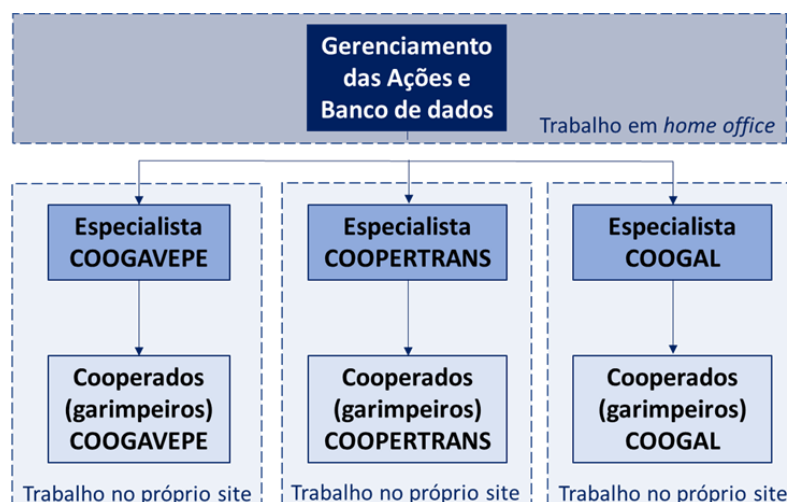 Gerenciamento
das Ações e
Banco de dados
Trabalho em home office
Especialista
COOGAVEPE
Especialista
COOPERTRANS
Especialista
COOGAL
Cooperados
(garimpeiros)
COOGAVEPE
Cooperados
(garimpeiros)
COOPERTRANS
Cooperados
(garimpeiros)
COOGAL
Trabalho no próprio site
Trabalho no próprio site
Trabalho no próprio site